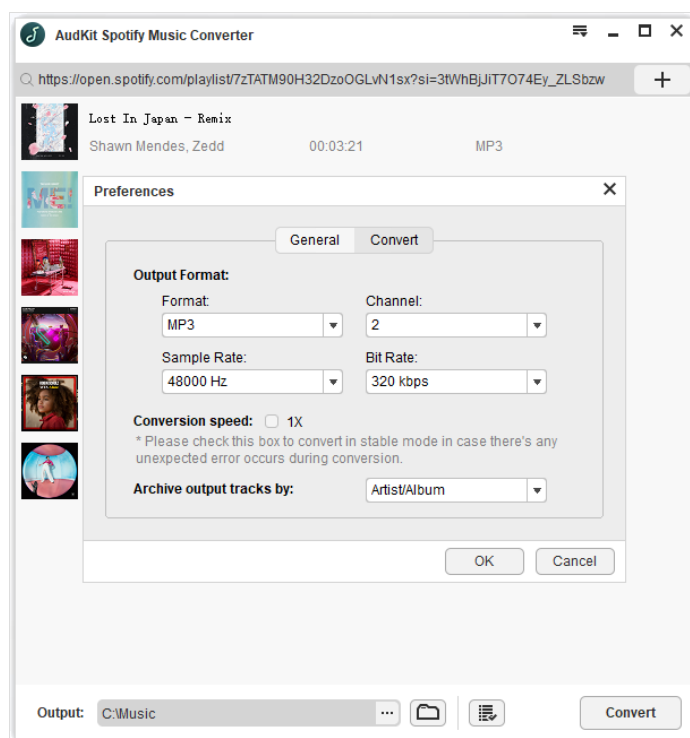 AudKit Spotify Music Converter
https://open.spotify.com/playlist/7zTATM90H32DzoOGLvN1sx?si=3tWhBjJiT7O74Ey_ZLSbzw
Lost In Japan - Remix
Shawn Mendes, Zedd 00:03:21 MP3
ME!
Preferences
General Convert
Output Format:
Format: Channel:
MP3 2
Sample Rate: Bit Rate:
48000 Hz 320 kbps
Conversion speed: 1X
* Please check this box to convert in stable mode in case there's any
unexpected error occurs during conversion.
Archive output tracks by: Artist/Album
OK Cancel
Output: C:\Music ... Convert